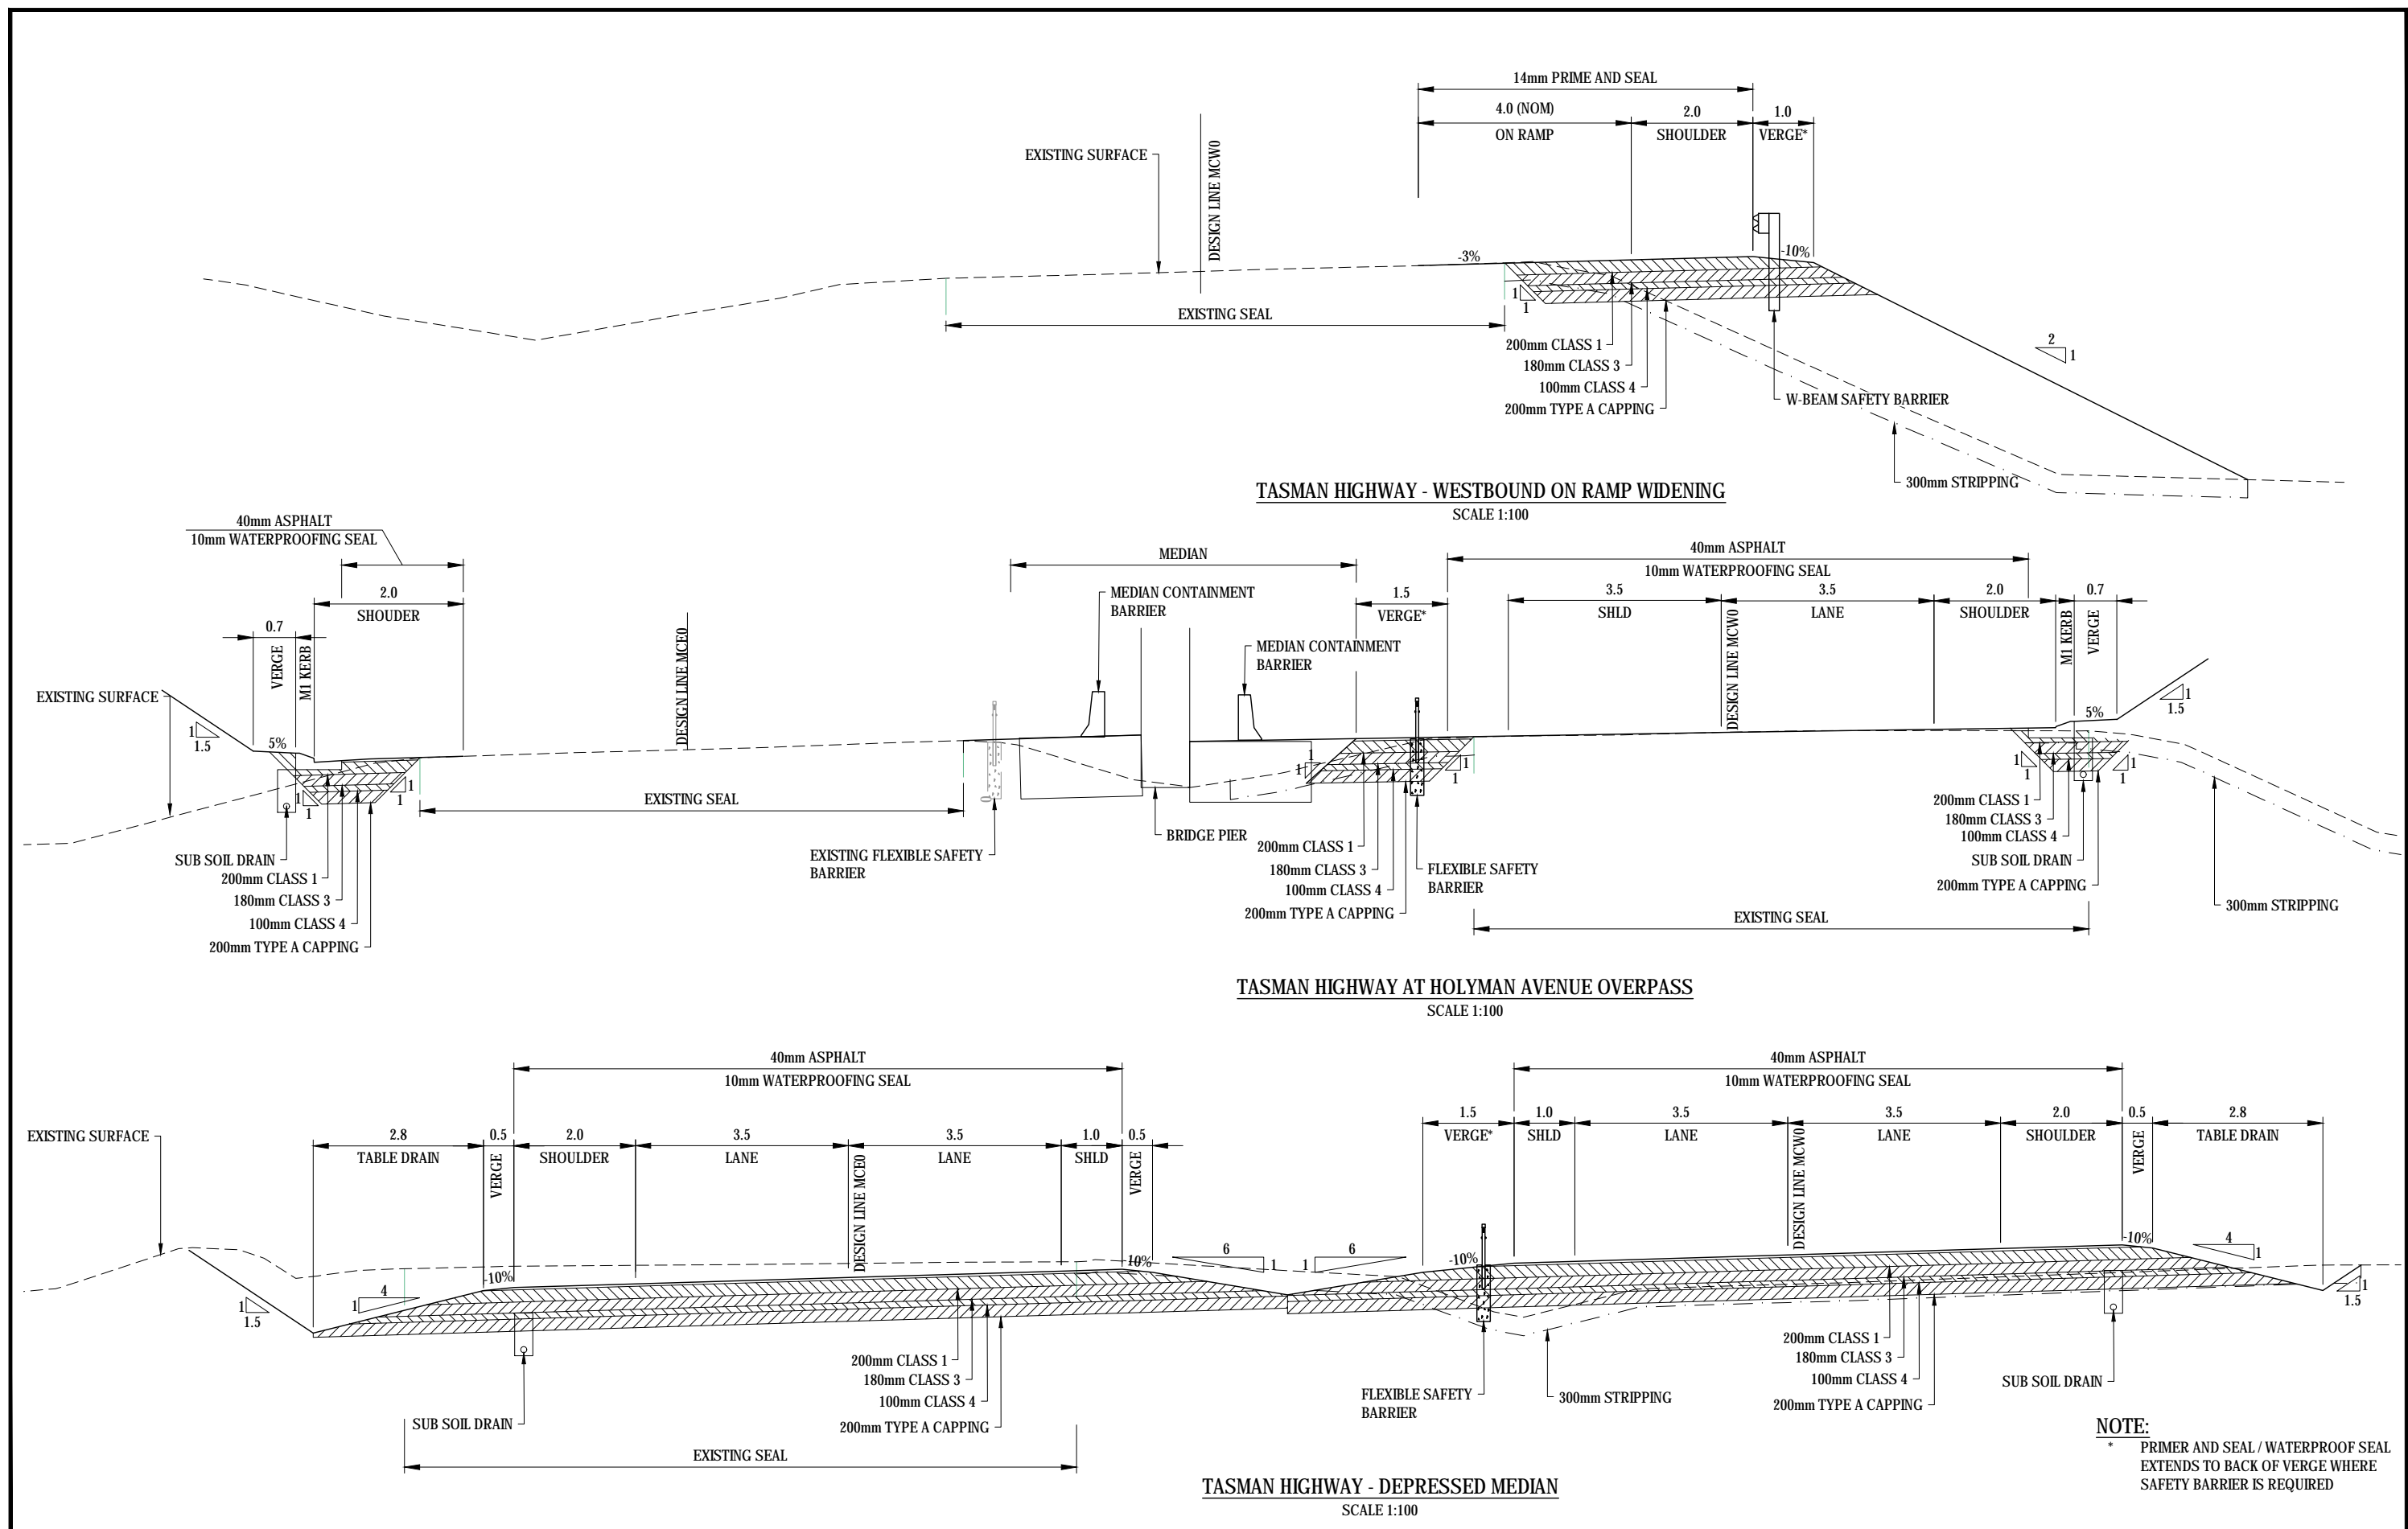 14mm PRIME AND SEAL
4.0 (NOM)
2.0
1.0
ON RAMP
SHOULDER
VERGE*
DESIGN LINE MCW0
EXISTING SURFACE
-3%
-10%
1
1
EXISTING SEAL
200mm CLASS 1
180mm CLASS 3
100mm CLASS 4
200mm TYPE A CAPPING
2
1
W-BEAM SAFETY BARRIER
300mm STRIPPING
TASMAN HIGHWAY - WESTBOUND ON RAMP WIDENING
SCALE 1:100
40mm ASPHALT
10mm WATERPROOFING SEAL
2.0
SHOUDER
0.7
VERGE
M1 KERB
EXISTING SURFACE
1
1.5
5%
1
1
1
1
SUB SOIL DRAIN
200mm CLASS 1
180mm CLASS 3
100mm CLASS 4
200mm TYPE A CAPPING
DESIGN LINE MCE0
EXISTING SEAL
MEDIAN
MEDIAN CONTAINMENT
BARRIER
MEDIAN CONTAINMENT
BARRIER
1.5
VERGE*
EXISTING FLEXIBLE SAFETY
BARRIER
BRIDGE PIER
1
1
1
200mm CLASS 1
180mm CLASS 3
100mm CLASS 4
200mm TYPE A CAPPING
FLEXIBLE SAFETY
BARRIER
40mm ASPHALT
10mm WATERPROOFING SEAL
3.5
SHLD
3.5
LANE
2.0
SHOULDER
0.7
DESIGN LINE MCW0
M1 KERB
VERGE
5%
1
1.5
1
1
1
1
200mm CLASS 1
180mm CLASS 3
100mm CLASS 4
SUB SOIL DRAIN
200mm TYPE A CAPPING
300mm STRIPPING
EXISTING SEAL
TASMAN HIGHWAY AT HOLYMAN AVENUE OVERPASS
SCALE 1:100
40mm ASPHALT
10mm WATERPROOFING SEAL
EXISTING SURFACE
2.8
TABLE DRAIN
0.5
VERGE
2.0
SHOULDER
3.5
LANE
3.5
LANE
1.0
SHLD
0.5
VERGE
DESIGN LINE MCE0
1
1.5
1
4
-10%
-10%
6
1
1
6
200mm CLASS 1
180mm CLASS 3
100mm CLASS 4
200mm TYPE A CAPPING
SUB SOIL DRAIN
EXISTING SEAL
40mm ASPHALT
10mm WATERPROOFING SEAL
1.5
VERGE*
1.0
SHLD
3.5
LANE
3.5
LANE
2.0
SHOULDER
0.5
VERGE
2.8
TABLE DRAIN
DESIGN LINE MCW0
-10%
-10%
4
1
1
1.5
FLEXIBLE SAFETY
BARRIER
300mm STRIPPING
200mm CLASS 1
180mm CLASS 3
100mm CLASS 4
200mm TYPE A CAPPING
SUB SOIL DRAIN
TASMAN HIGHWAY - DEPRESSED MEDIAN
SCALE 1:100
NOTE:
* PRIMER AND SEAL / WATERPROOF SEAL
EXTENDS TO BACK OF VERGE WHERE
SAFETY BARRIER IS REQUIRED